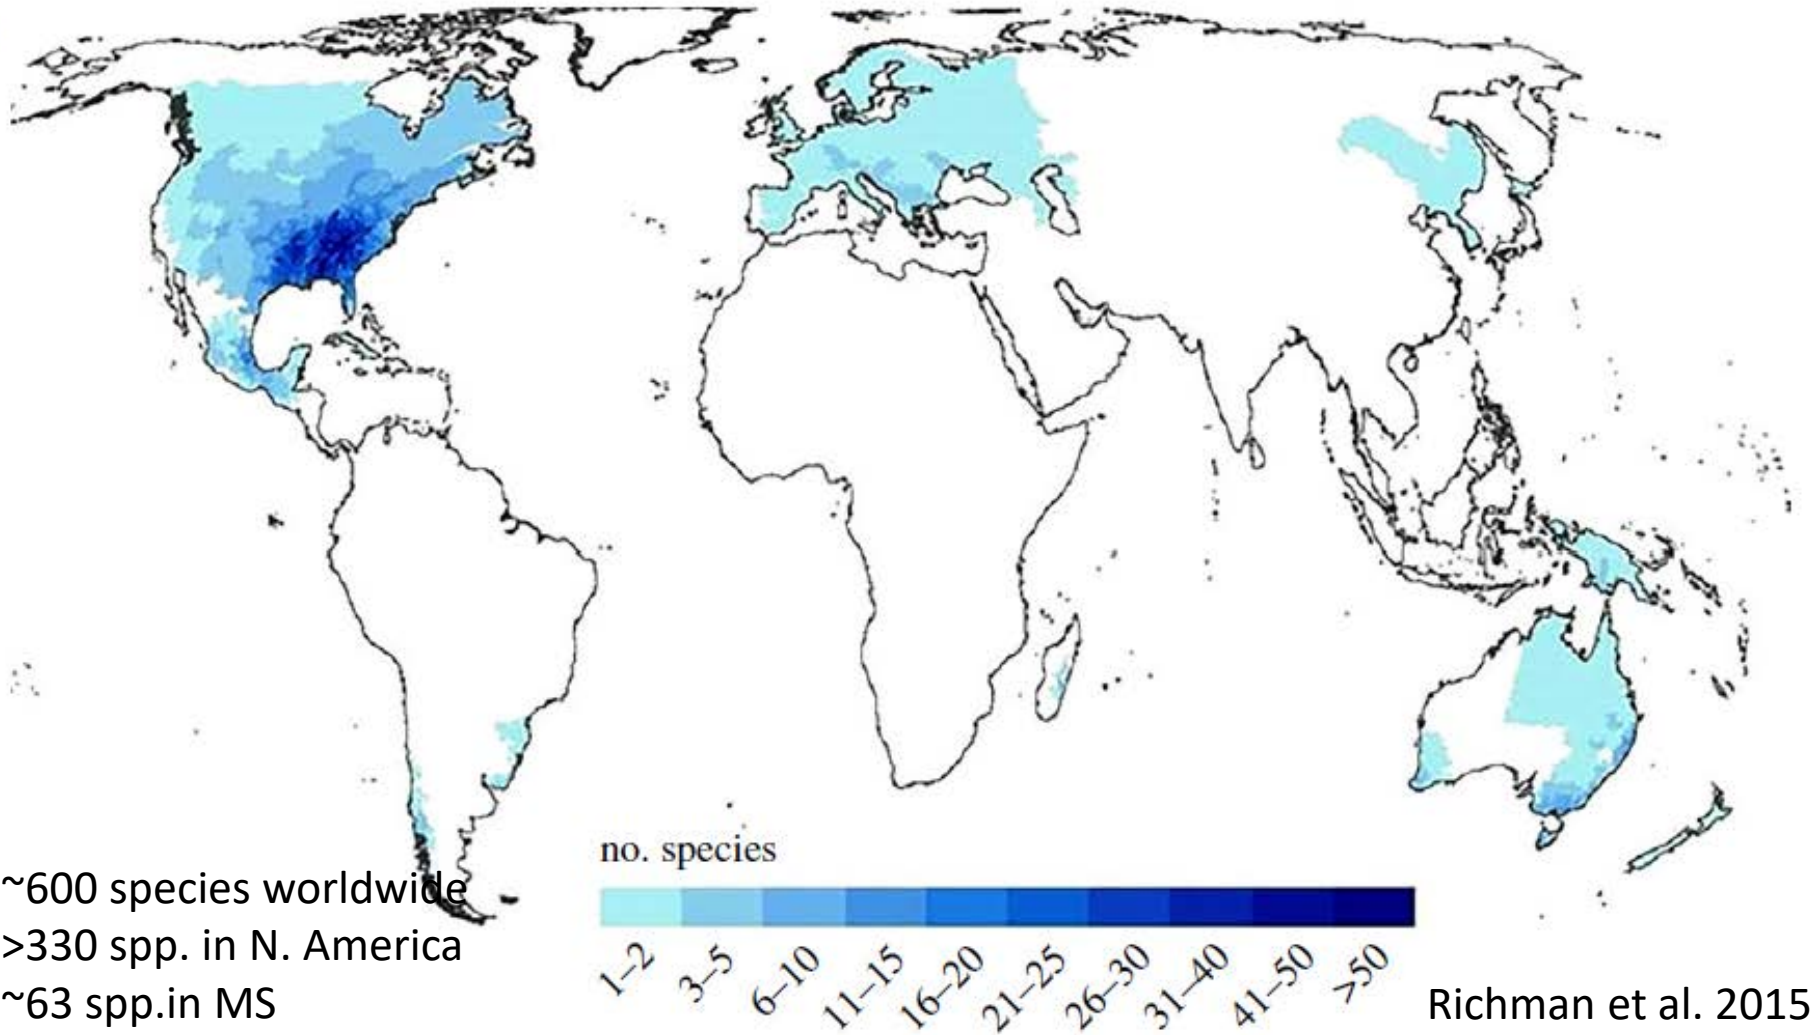 no. species
1–2
3–5
6–10
11–15
16–20
21–25
26–30
31–40
41–50
>50
~600 species worldwide
>330 spp. in N. America
~63 spp.in MS
Richman et al. 2015